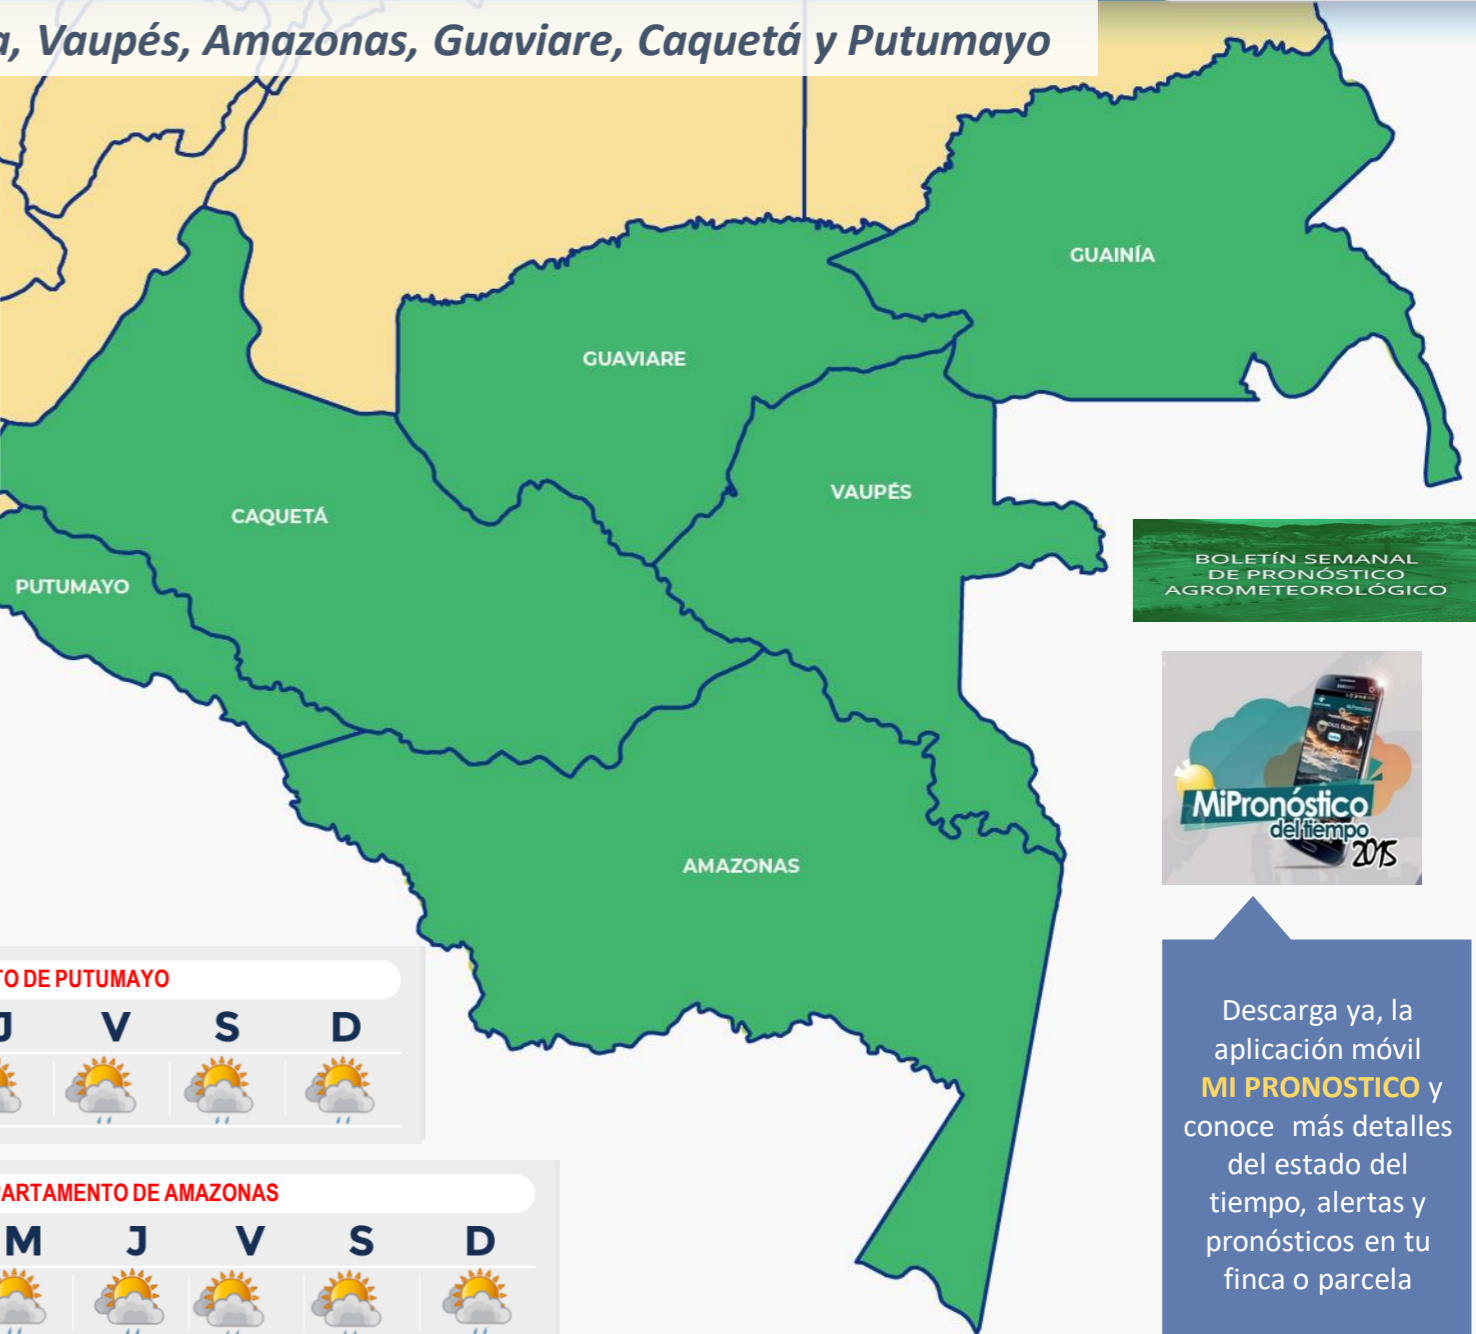 a, Vaupés, Amazonas, Guaviare, Caquetá y Putumayo
GUAINÍA
GUAVIARE
VAUPÉS
CAQUETÁ
PUTUMAYO
AMAZONAS
BOLETÍN SEMANAL
DE PRONÓSTICO
AGROMETEOROLÓGICO
MiPronóstico
del tiempo
2015
Descarga ya, la
aplicación móvil
MI PRONOSTICO y
conoce más detalles
del estado del
tiempo, alertas y
pronósticos en tu
finca o parcela
TO DE PUTUMAYO
J V S D
PARTAMENTO DE AMAZONAS
M J V S D